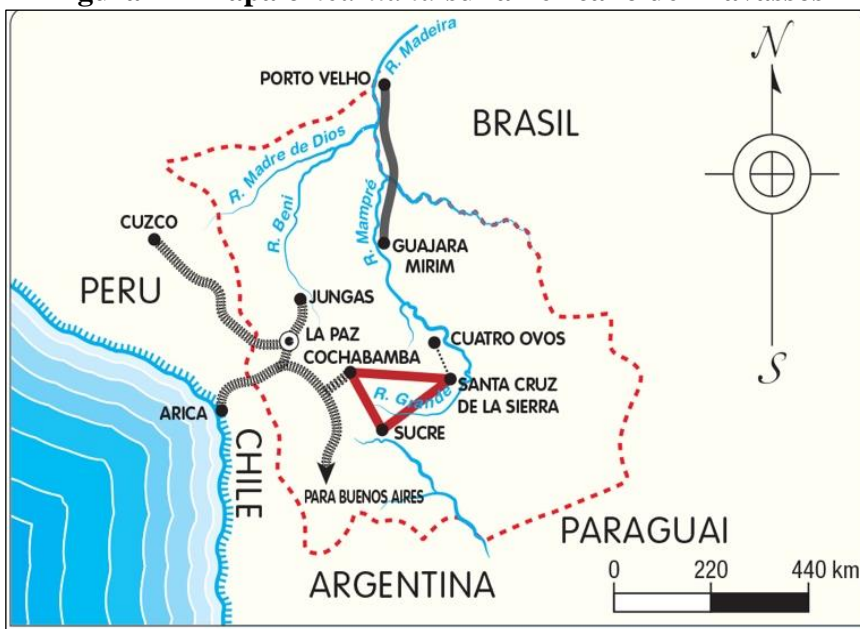 R. Madeira
N
PORTO VELHO
BRASIL
R. Madre de Dios
R. Beni
R. Mampré
CUZCO
GUAJARA
MIRIM
PERU
JUNGAS
S
LA PAZ
CUATRO OVOS
COCHABAMBA
SANTA CRUZ
DE LA SIERRA
R. Grande
ARICA
SUCRE
CHILE
PARA BUENOS AIRES
PARAGUAI
ARGENTINA
0 220 440 km